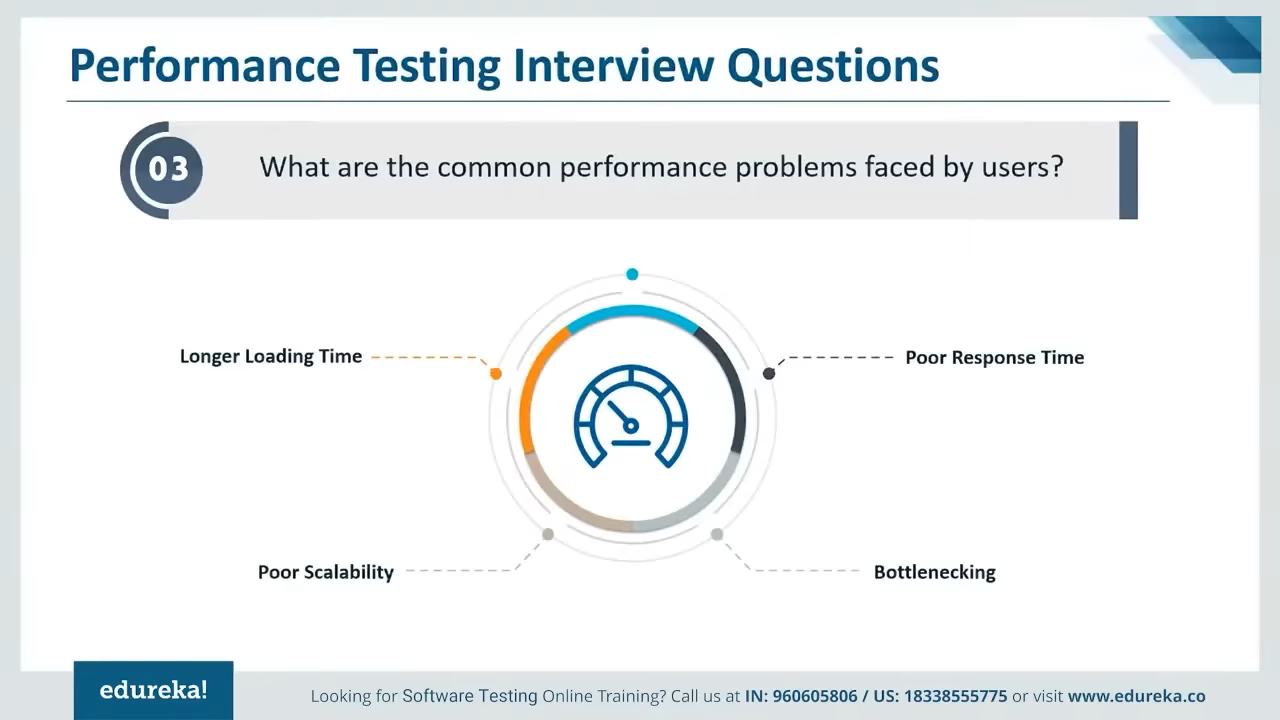 Performance Testing Interview Questions
03
What are the common performance problems faced by users?
Longer Loading Time
Poor Response Time
Poor Scalability
Bottlenecking
edureka!
Looking for Software Testing Online Training? Call us at IN: 960605806 / US: 18338555775 or visit www.edureka.co